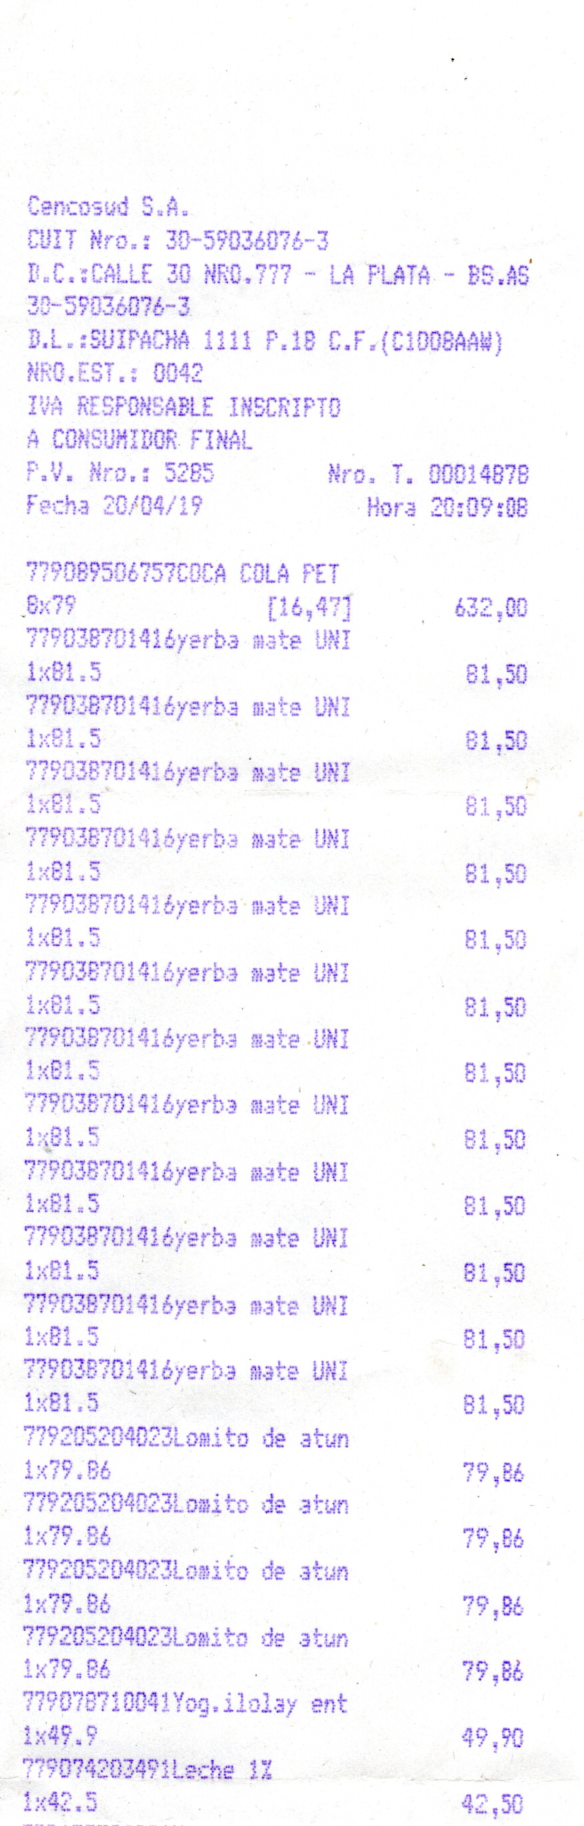 Cencosud S.A.
CUIT Nro.: 30-59036076-3
D.C.:CALLE 30 NRO.777 - LA PLATA - BS.AS
30-59036076-3
D.L.:SUIPACHA 1111 P.18 C.F.(C1008AAW)
NRO.EST.: 0042
IVA RESPONSABLE INSCRIPTO
A CONSUMIDOR FINAL
P.V. Nro.: 5285 Nro. T. 00014878
Fecha 20/04/19 Hora 20:09:08
779089506757COCA COLA PET
8x79 [16,47] 632,00
779038701416yerba mate UNI
1x81.5 81,50
779038701416yerba mate UNI
1x81.5 81,50
779038701416yerba mate UNI
1x81.5 81,50
779038701416yerba mate UNI
1x81.5 81,50
779038701416yerba mate UNI
1x81.5 81,50
779038701416yerba mate UNI
1x81.5 81,50
779038701416yerba mate UNI
1x81.5 81,50
779038701416yerba mate UNI
1x81.5 81,50
779038701416yerba mate UNI
1x81.5 81,50
779038701416yerba mate UNI
1x81.5 81,50
779038701416yerba mate UNI
1x81.5 81,50
779038701416yerba mate UNI
1x81.5 81,50
779205204023Lomito de atun
1x79.86 79,86
779205204023Lomito de atun
1x79.86 79,86
779205204023Lomito de atun
1x79.86 79,86
779205204023Lomito de atun
1x79.86 79,86
779078710041Yog.ilolay ent
1x49.9 49,90
779074203491Leche 1%
1x42.5 42,50